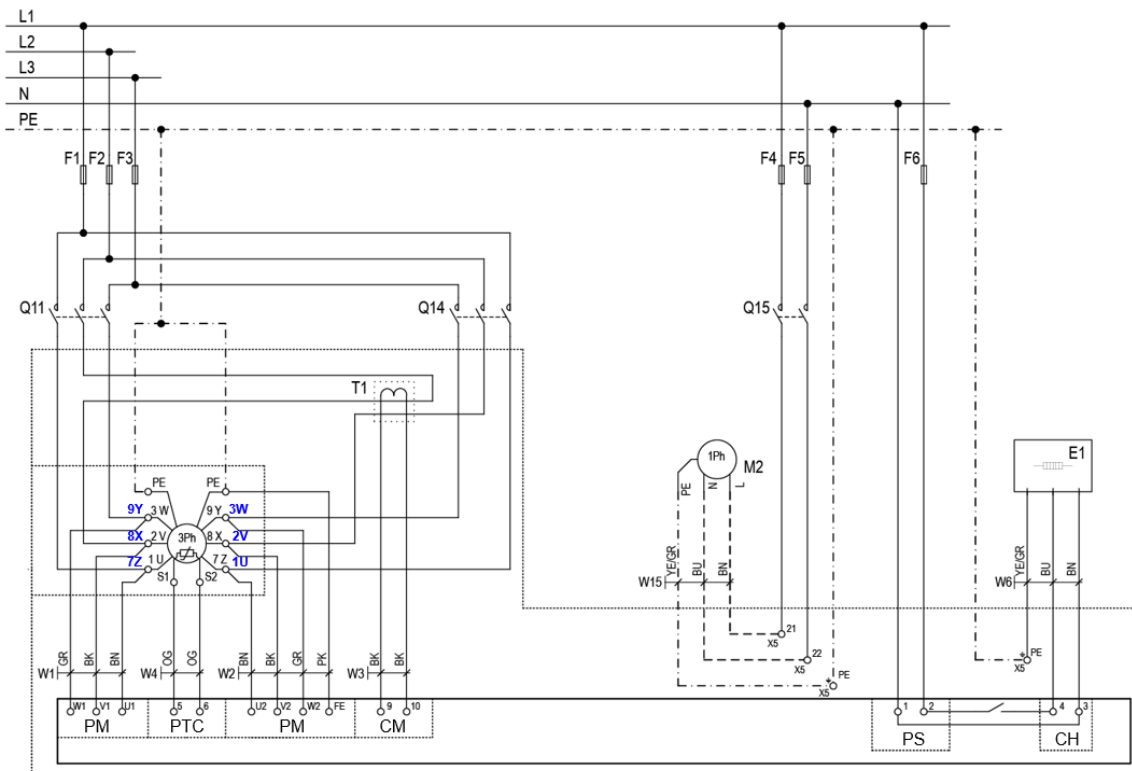 L1
L2
L3
N
PE
F1 F2 F3 F4 F5 F6
Q11 Q14 Q15
T1
1Ph M2 E1
PE PE
PE N L
9Y 3 W 9 Y 3W
8X 2 V 3Ph 8 X 2V
7Z 1 U 7 Z 1U
S1 S2
YE/GR BU BN YE/GR BU BN
W15 W6
21
X5
22
X5
PE
X5
PE
X5
W1 GR BK BN W4 OG OG W2 BN BK GR PK W3 BK BK
W1 V1 U1 5 6 U2 V2 W2 FE 9 10 1 2 4 3
PM PTC PM CM PS CH